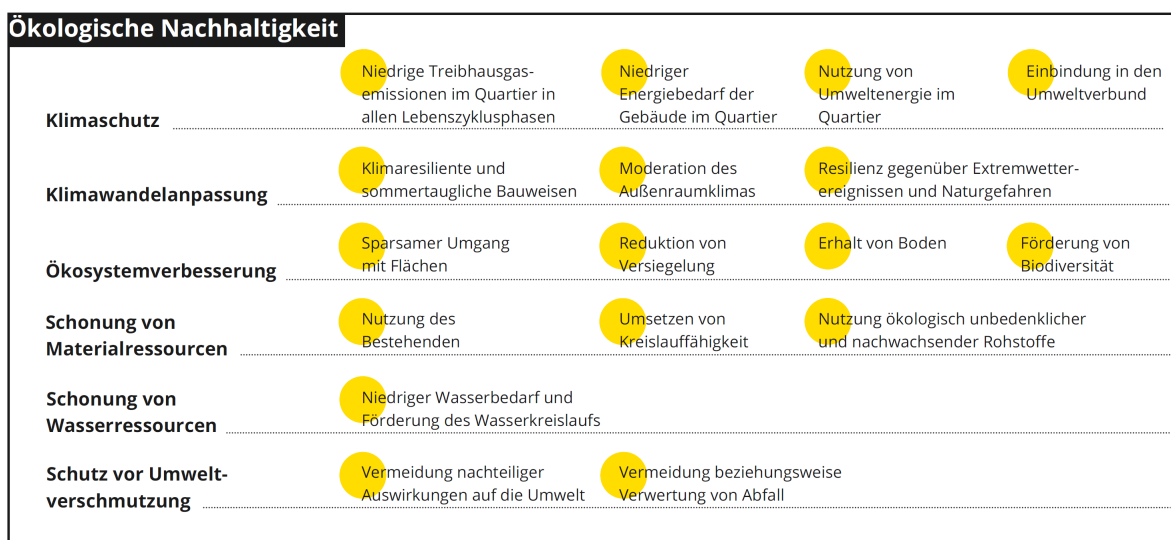 Ökologische Nachhaltigkeit
Klimaschutz
Niedrige Treibhausgas-
emissionen im Quartier in
allen Lebenszyklusphasen
Niedriger
Energiebedarf der
Gebäude im Quartier
Nutzung von
Umweltenergie im
Quartier
Einbindung in den
Umweltverbund
Klimawandelanpassung
Klimaresiliente und
sommertaugliche Bauweisen
Moderation des
Außenraumklimas
Resilienz gegenüber Extremwetter-
ereignissen und Naturgefahren
Ökosystemverbesserung
Sparsamer Umgang
mit Flächen
Reduktion von
Versiegelung
Erhalt von Boden
Förderung von
Biodiversität
Schonung von
Materialressourcen
Nutzung des
Bestehenden
Umsetzen von
Kreislauffähigkeit
Nutzung ökologisch unbedenklicher
und nachwachsender Rohstoffe
Schonung von
Wasserressourcen
Niedriger Wasserbedarf und
Förderung des Wasserkreislaufs
Schutz vor Umwelt-
verschmutzung
Vermeidung nachteiliger
Auswirkungen auf die Umwelt
Vermeidung beziehungsweise
Verwertung von Abfall